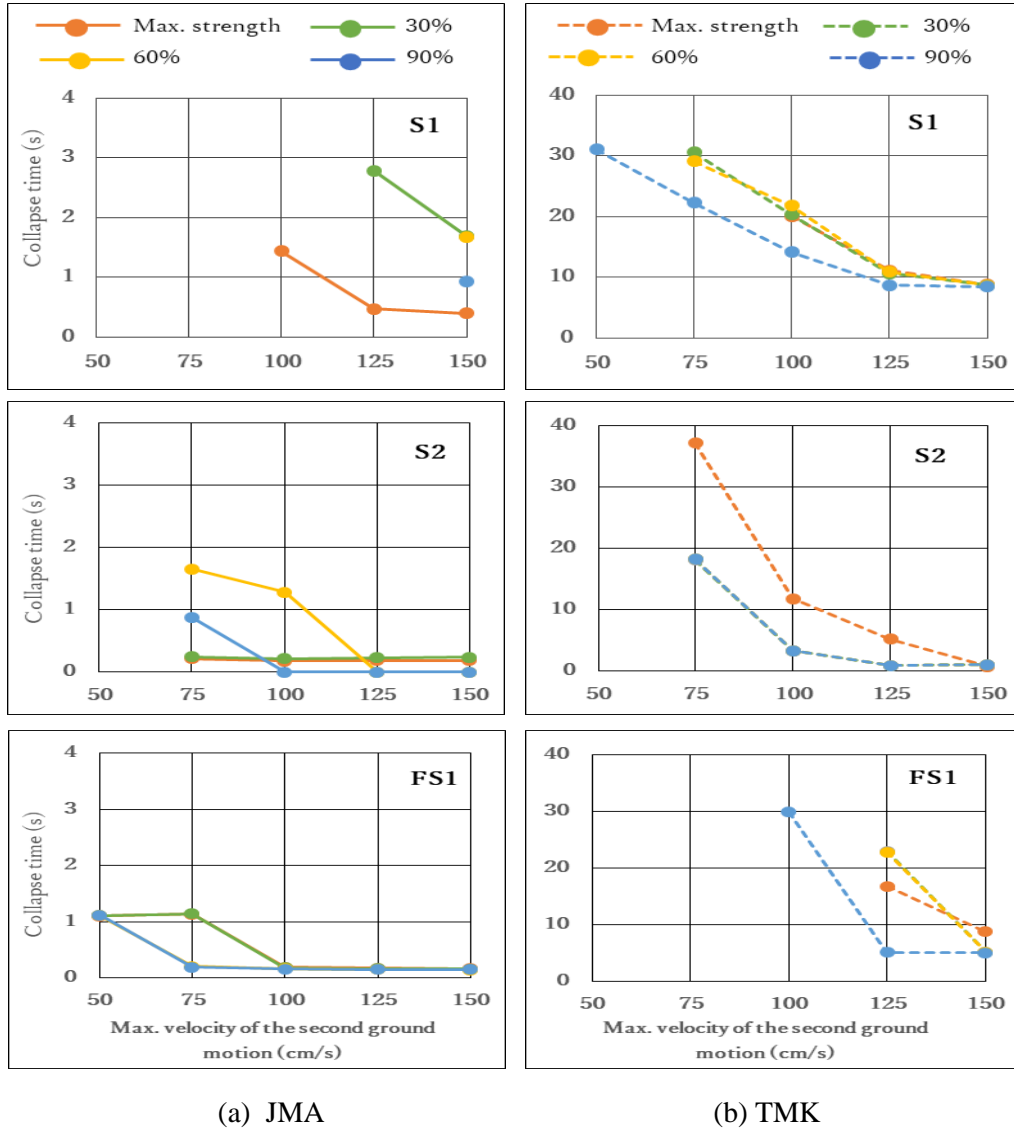 Max. strength 30%
60% 90%
S1
Collapse time (s)
4
3
2
1
0
50 75 100 125 150
S2
Collapse time (s)
4
3
2
1
0
50 75 100 125 150
FS1
Collapse time (s)
4
3
2
1
0
50 75 100 125 150
Max. velocity of the second ground
motion (cm/s)
(a) JMA
Max. strength 30%
60% 90%
S1
40
30
20
10
0
50 75 100 125 150
S2
40
30
20
10
0
50 75 100 125 150
FS1
40
30
20
10
0
50 75 100 125 150
Max. velocity of the second ground
motion (cm/s)
(b) TMK